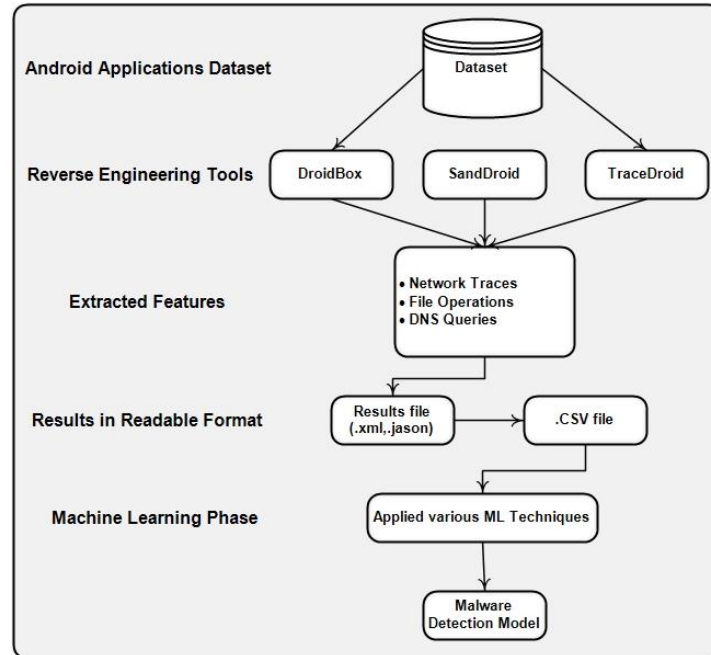 Android Applications Dataset
Dataset
Reverse Engineering Tools
DroidBox
SandDroid
TraceDroid
Extracted Features
• Network Traces
• File Operations
• DNS Queries
Results in Readable Format
Results file
(.xml,.jason)
.CSV file
Machine Learning Phase
Applied various ML Techniques
Malware
Detection Model